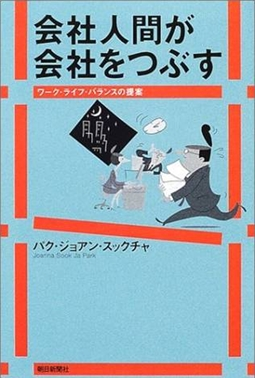 会社人間が
会社をつぶす
ワーク・ライフ・バランスの提案
パク・ジョアン・スックチャ
Joanna Sook Ja Park
朝日新聞社